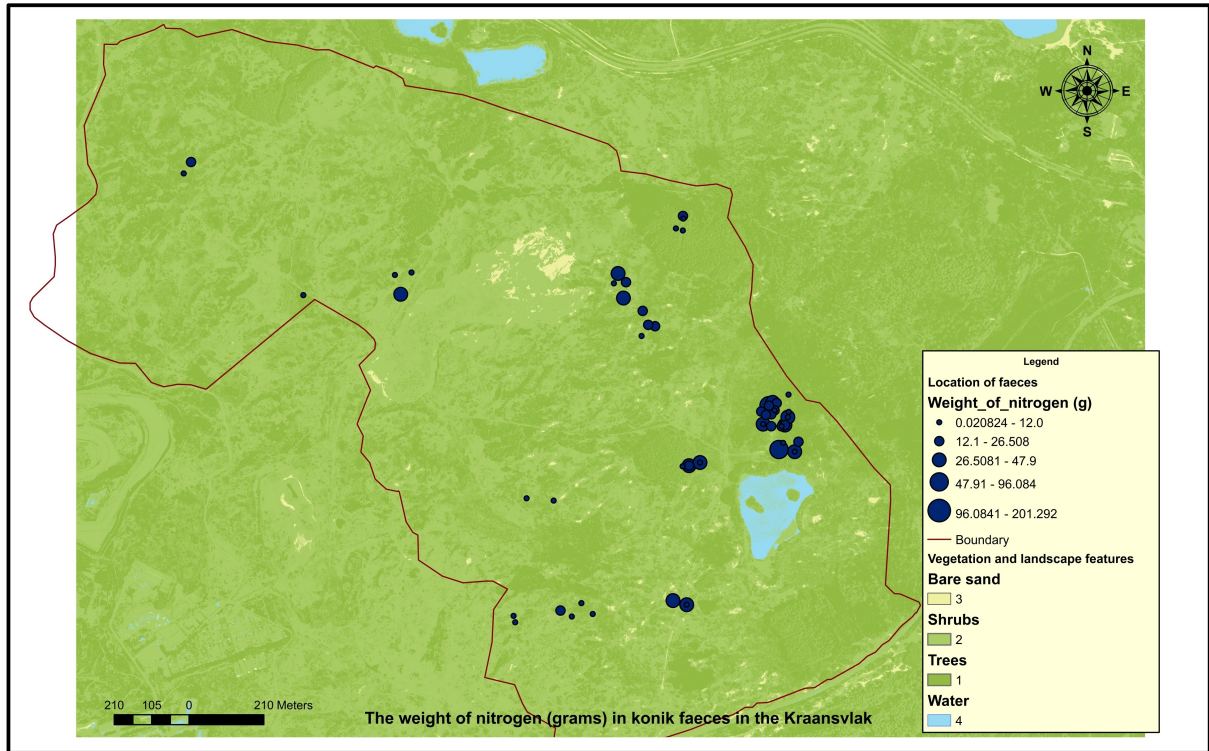 N
W E
S
Legend
Location of faeces
Weight_of_nitrogen (g)
0.020824 - 12.0
12.1 - 26.508
26.5081 - 47.9
47.91 - 96.084
96.0841 - 201.292
Boundary
Vegetation and landscape features
Bare sand
3
Shrubs
2
Trees
1
Water
4
210 105 0 210 Meters
The weight of nitrogen (grams) in konik faeces in the Kraansvlak